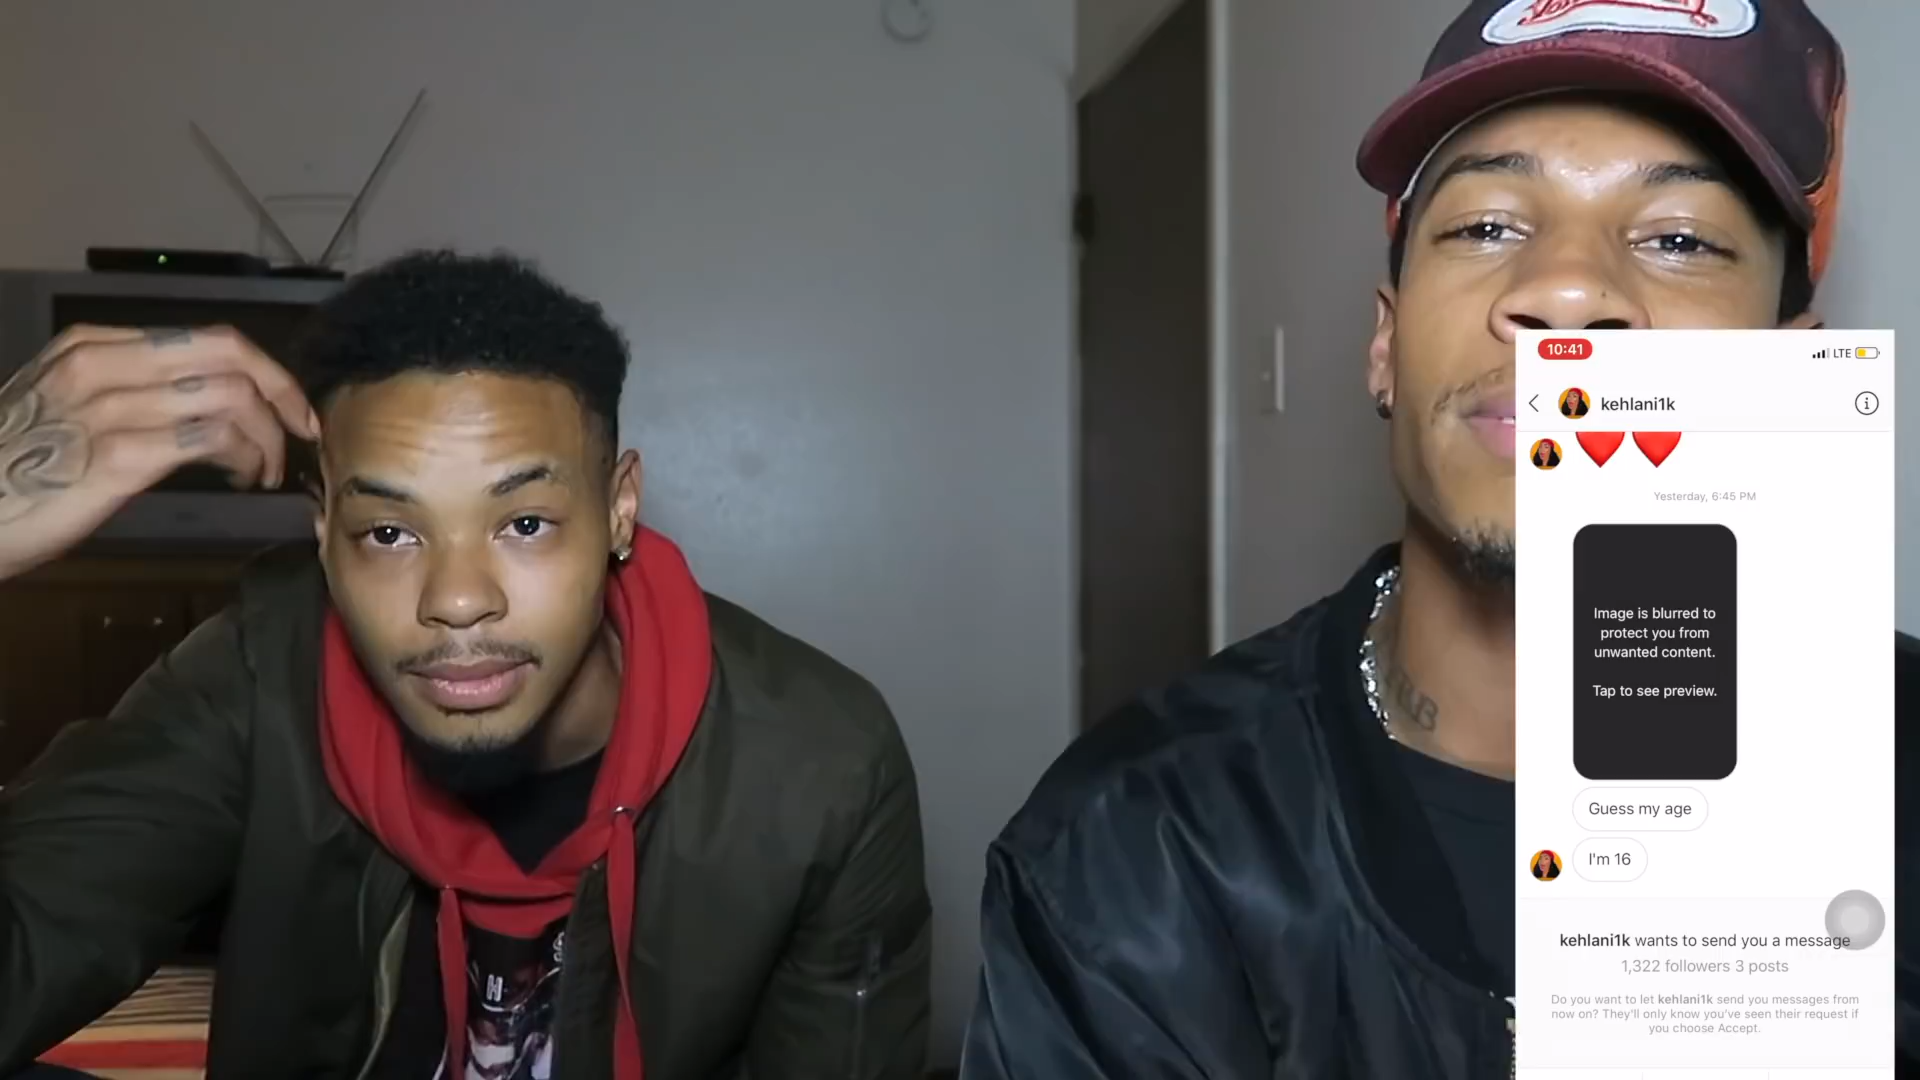 10:41
LTE
kehlani1k
Yesterday, 6:45 PM
Image is blurred to
protect you from
unwanted content.
Tap to see preview.
Guess my age
I'm 16
kehlani1k wants to send you a message
1,322 followers 3 posts
Do you want to let kehlani1k send you messages from
now on? They'll only know you've seen their request if
you choose Accept.
H